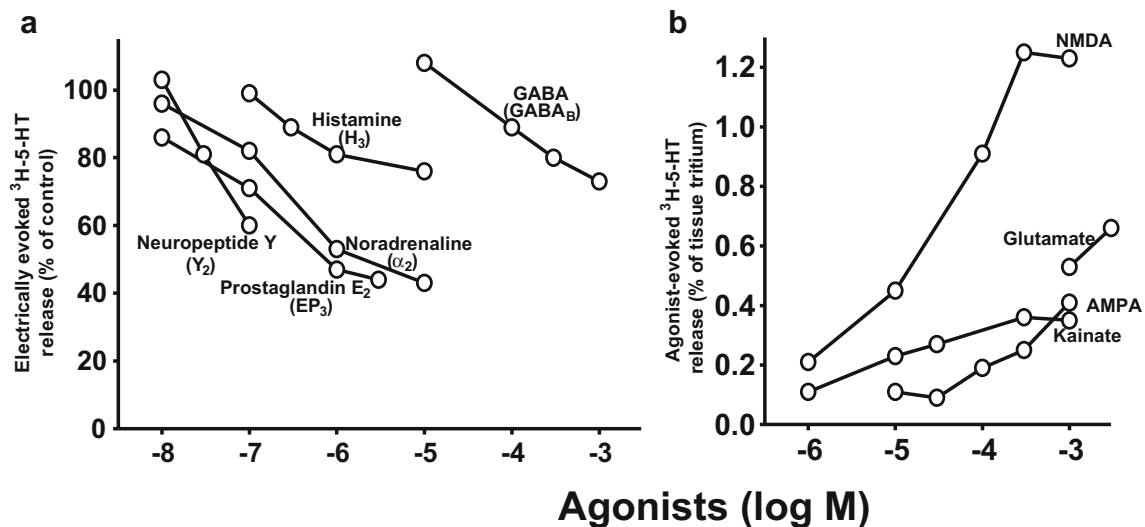 a
Electrically evoked ³H-5-HT
release (% of control)
100
80
60
40
20
0
-8
-7
-6
-5
-4
-3
Histamine
(H₃)
GABA
(GABA_B)
Neuropeptide Y
(Y₂)
Noradrenaline
(α₂)
Prostaglandin E₂
(EP₃)
b
Agonist-evoked ³H-5-HT
release (% of tissue tritium)
1.2
1.0
0.8
0.6
0.4
0.2
0.0
-6
-5
-4
-3
NMDA
Glutamate
AMPA
Kainate
Agonists (log M)